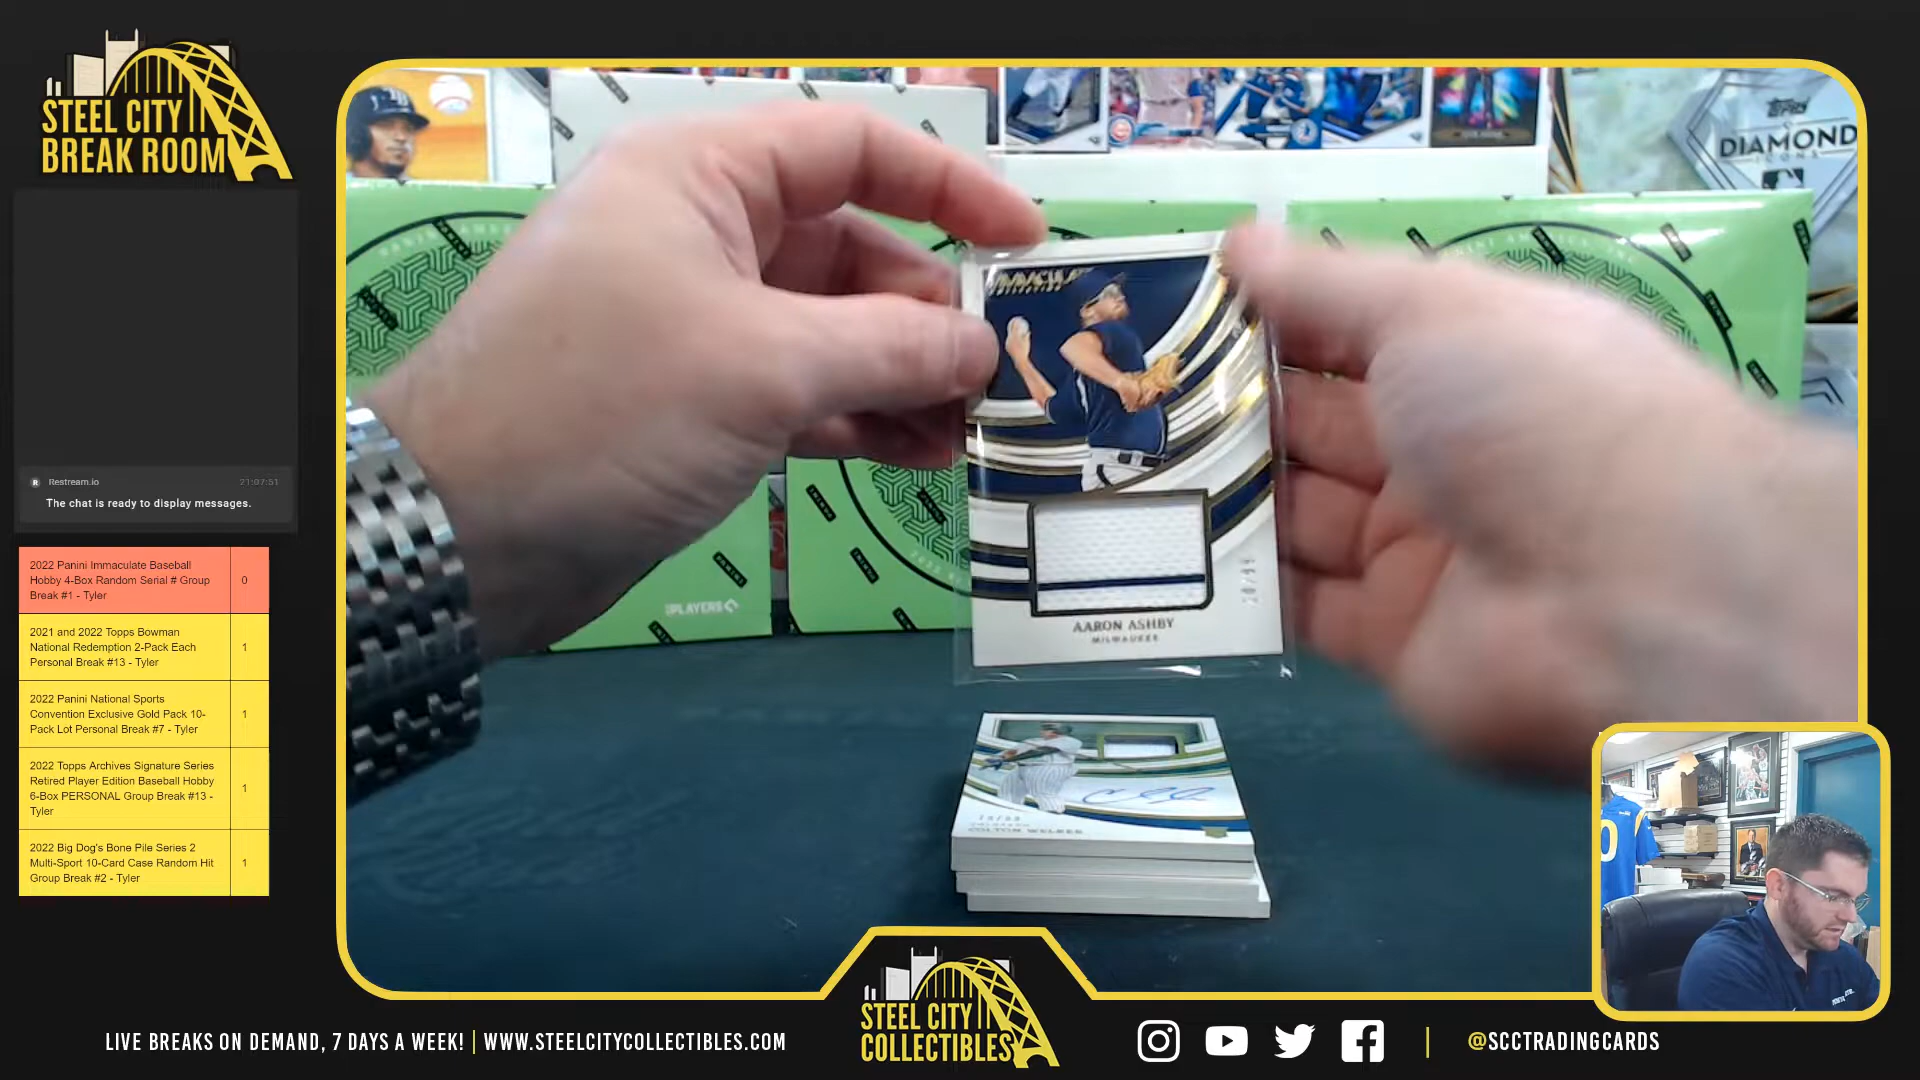 STEEL CITY
BREAK ROOM
Restream.io 21:07:51
The chat is ready to display messages.
2022 Panini Immaculate Baseball
Hobby 4-Box Random Serial # Group
Break #1 - Tyler
0
2021 and 2022 Topps Bowman
National Redemption 2-Pack Each
Personal Break #13 - Tyler
1
2022 Panini National Sports
Convention Exclusive Gold Pack 10-
Pack Lot Personal Break #7 - Tyler
1
2022 Topps Archives Signature Series
Retired Player Edition Baseball Hobby
6-Box PERSONAL Group Break #13 -
Tyler
1
2022 Big Dog's Bone Pile Series 2
Multi-Sport 10-Card Case Random Hit
Group Break #2 - Tyler
1
TOPPS
DIAMOND
ICONS
PLAYERS
AARON ASHBY
MILWAUKEE
COLTON WELKER
STEEL CITY
COLLECTIBLES
LIVE BREAKS ON DEMAND, 7 DAYS A WEEK! | WWW.STEELCITYCOLLECTIBLES.COM
| @SCCTRADINGCARDS